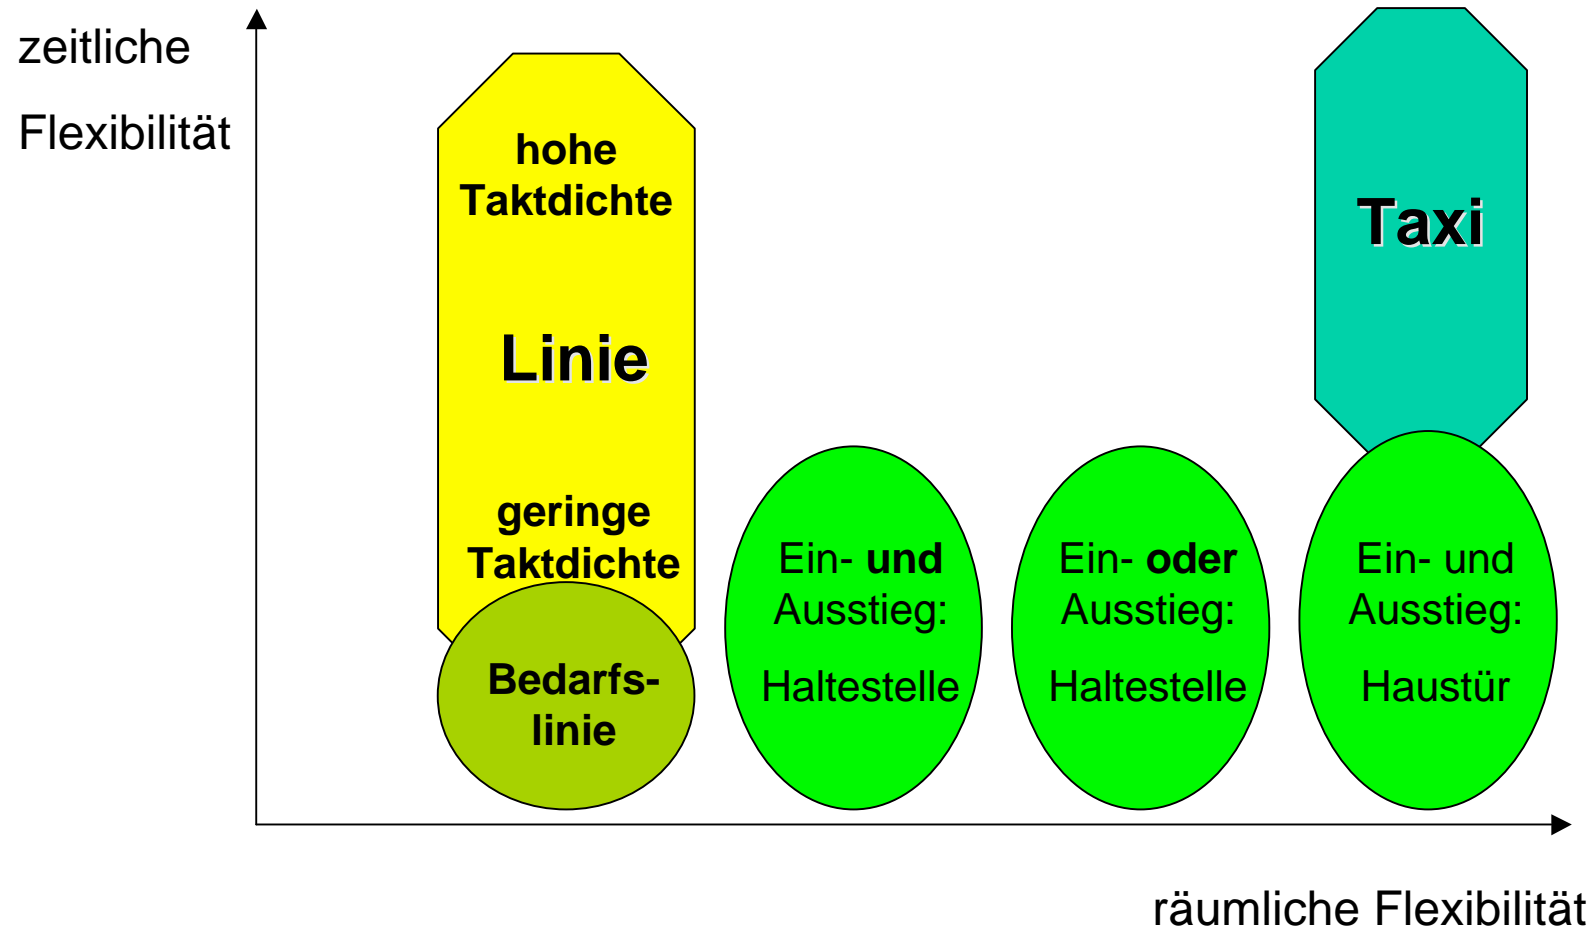 zeitliche
Flexibilität
hohe
Taktdichte
Linie
geringe
Taktdichte
Bedarfs-
linie
Ein- und
Ausstieg:
Haltestelle
Ein- oder
Ausstieg:
Haltestelle
Taxi
Ein- und
Ausstieg:
Haustür
räumliche Flexibilität